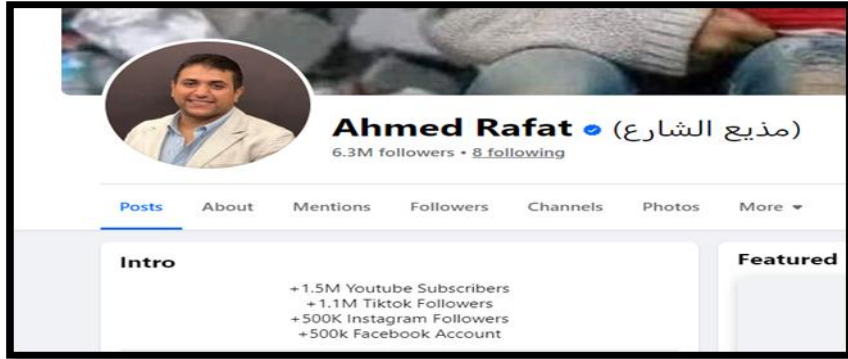 Ahmed Rafat (مذيع الشارع)
6.3M followers • 8 following
Posts About Mentions Followers Channels Photos More
Intro
+1.5M Youtube Subscribers
+1.1M Tiktok Followers
+500K Instagram Followers
+500k Facebook Account
Featured